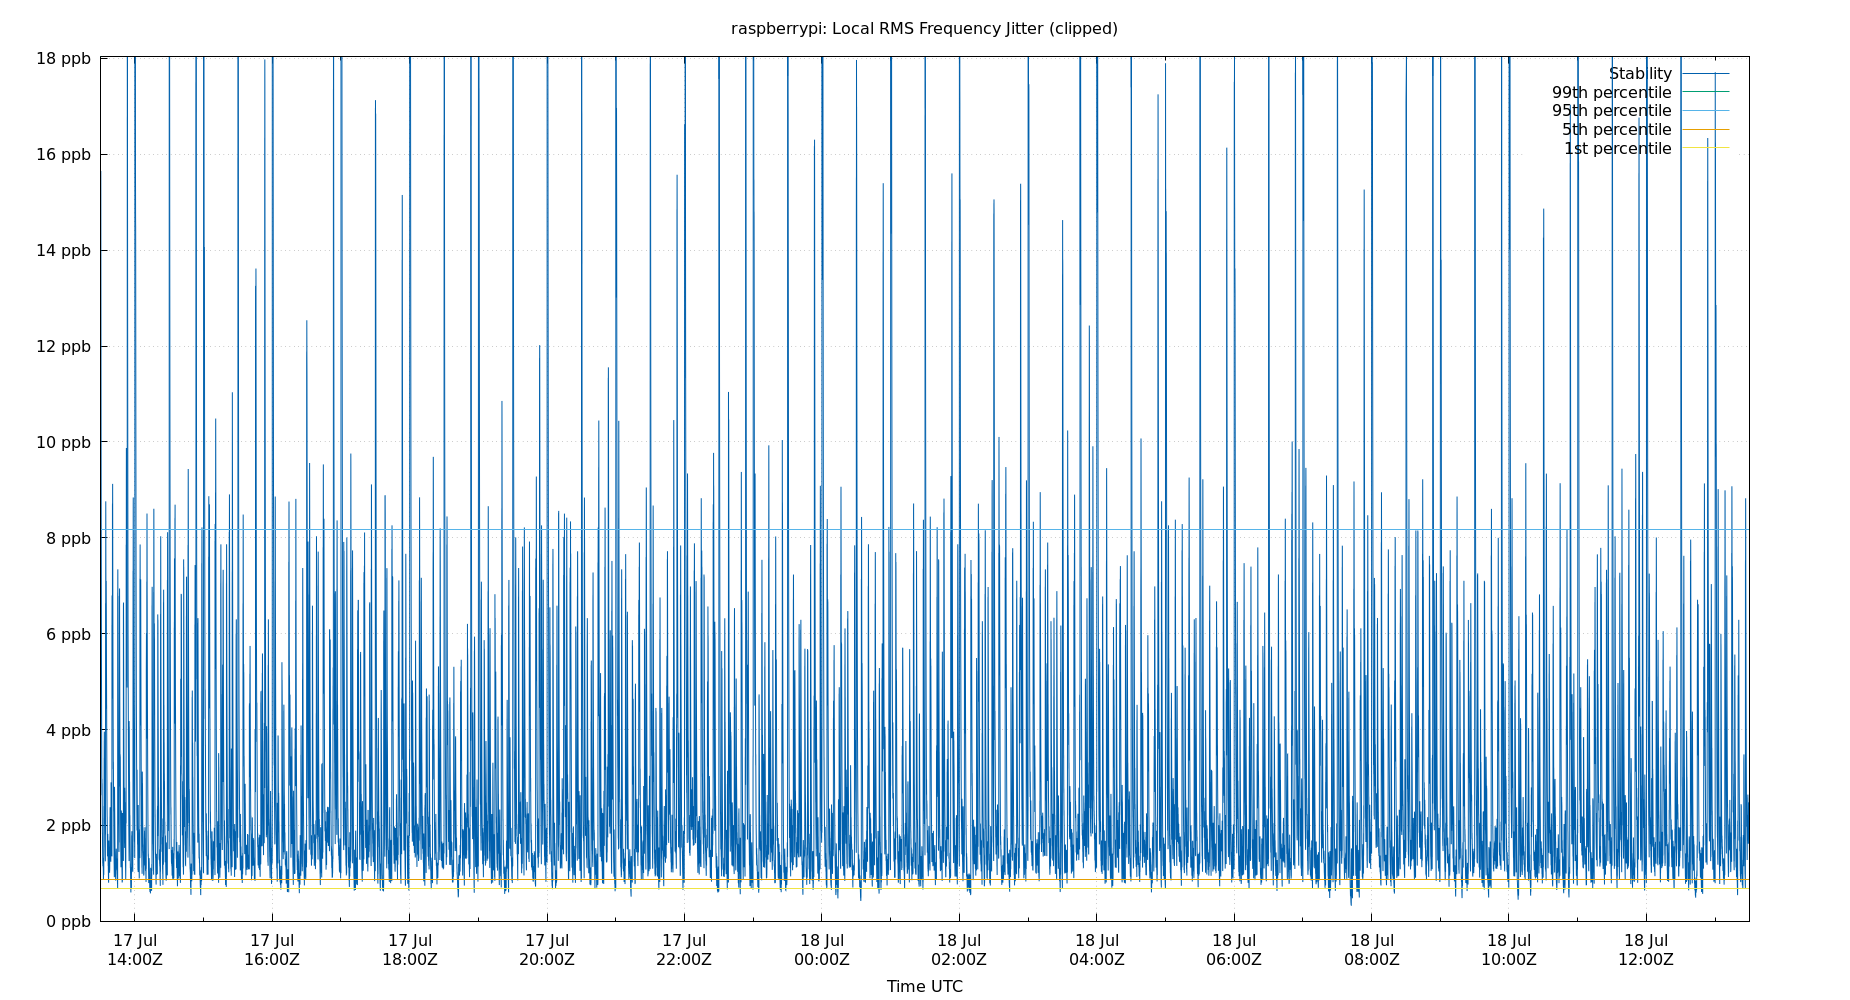 raspberrypi: Local RMS Frequency Jitter (clipped)
18 ppb
16 ppb
14 ppb
12 ppb
10 ppb
8 ppb
6 ppb
4 ppb
2 ppb
0 ppb
Stability
99th percentile
95th percentile
5th percentile
1st percentile
17 Jul 17 Jul 17 Jul 17 Jul 17 Jul 18 Jul 18 Jul 18 Jul 18 Jul 18 Jul 18 Jul 18 Jul
14:00Z 16:00Z 18:00Z 20:00Z 22:00Z 00:00Z 02:00Z 04:00Z 06:00Z 08:00Z 10:00Z 12:00Z
Time UTC